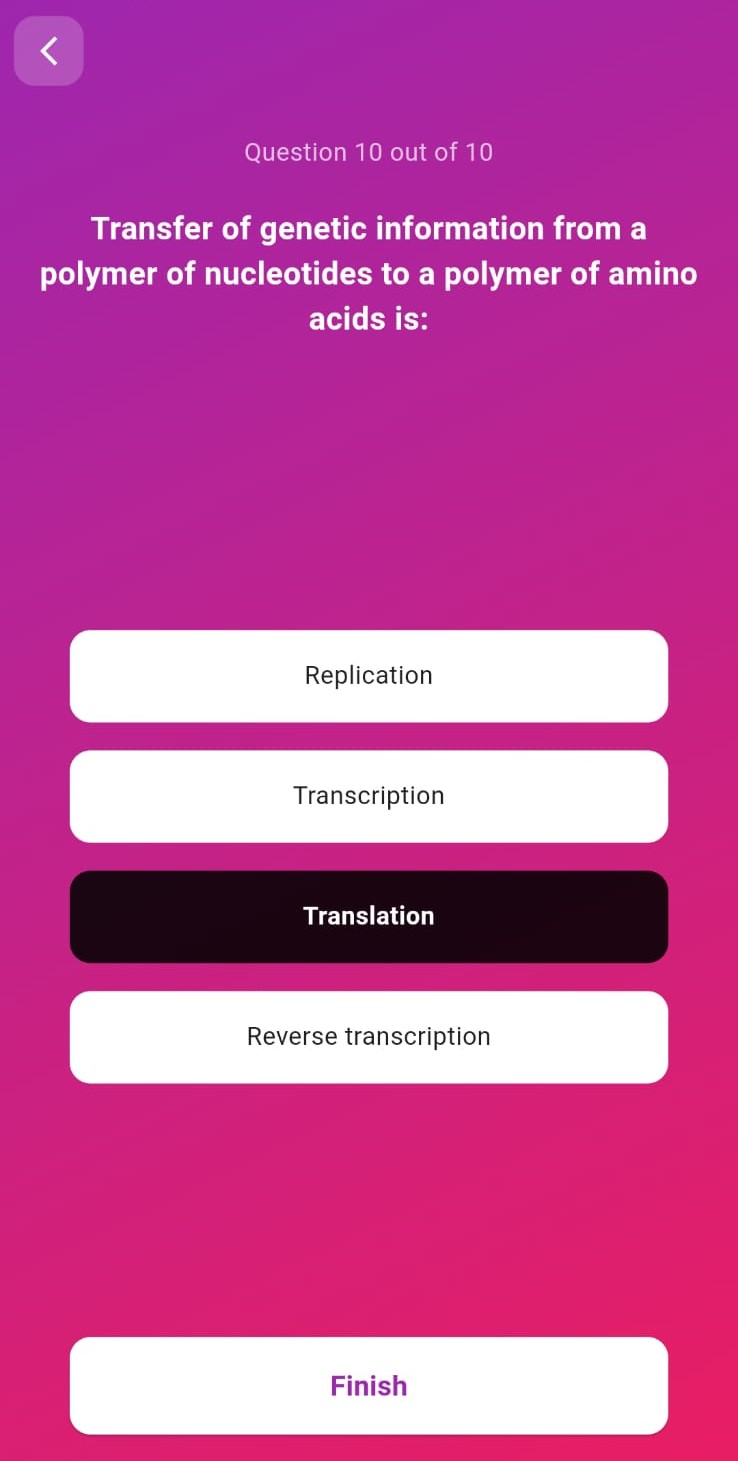 Question 10 out of 10
Transfer of genetic information from a
polymer of nucleotides to a polymer of amino
acids is:
Replication
Transcription
Translation
Reverse transcription
Finish